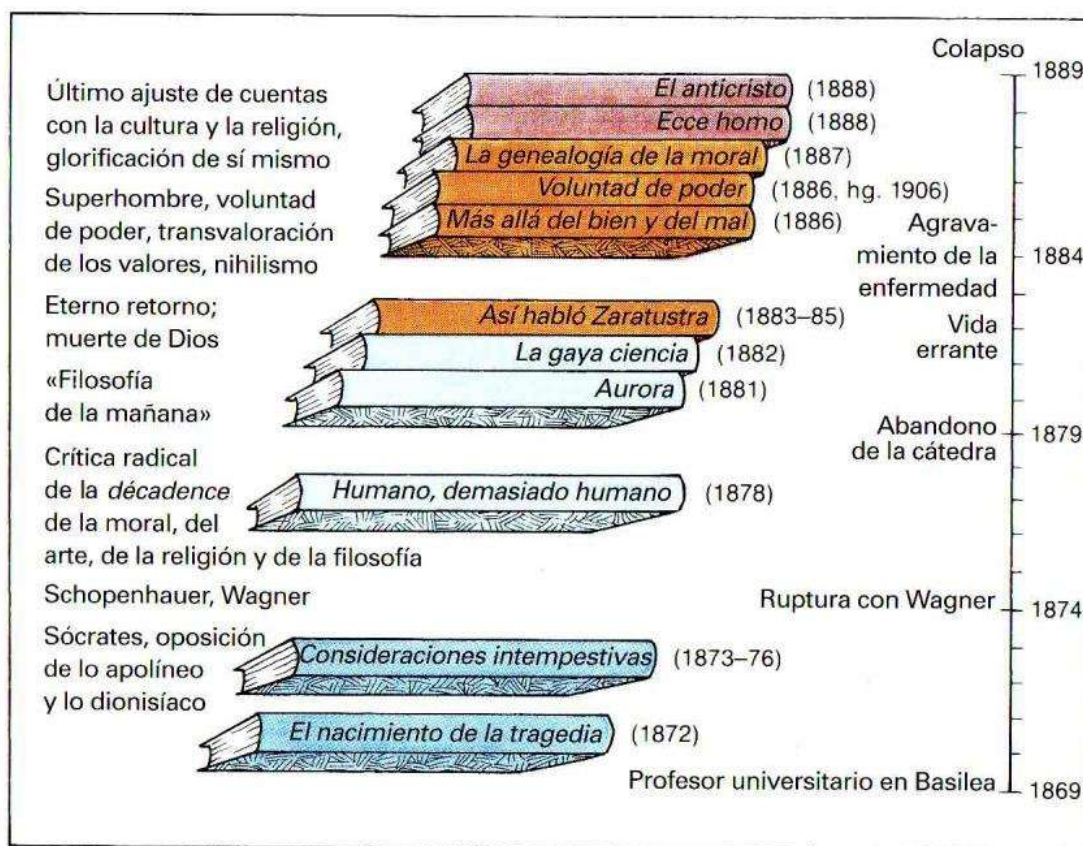 Colapso
1889
Último ajuste de cuentas
con la cultura y la religión,
glorificación de sí mismo
El anticristo (1888)
Ecce homo (1888)
La genealogía de la moral (1887)
Superhombre, voluntad
de poder, transvaloración
de los valores, nihilismo
Voluntad de poder (1886, hg. 1906)
Más allá del bien y del mal (1886)
Agrava-
miento de la
enfermedad
1884
Eterno retorno;
muerte de Dios
Así habló Zaratustra (1883–85)
Vida
errante
La gaya ciencia (1882)
«Filosofía
de la mañana»
Aurora (1881)
Abandono
de la cátedra
1879
Crítica radical
de la décadence
de la moral, del
arte, de la religión y de la filosofía
Humano, demasiado humano (1878)
Schopenhauer, Wagner
Ruptura con Wagner
1874
Sócrates, oposición
de lo apolíneo
y lo dionisíaco
Consideraciones intempestivas (1873–76)
El nacimiento de la tragedia (1872)
Profesor universitario en Basilea
1869